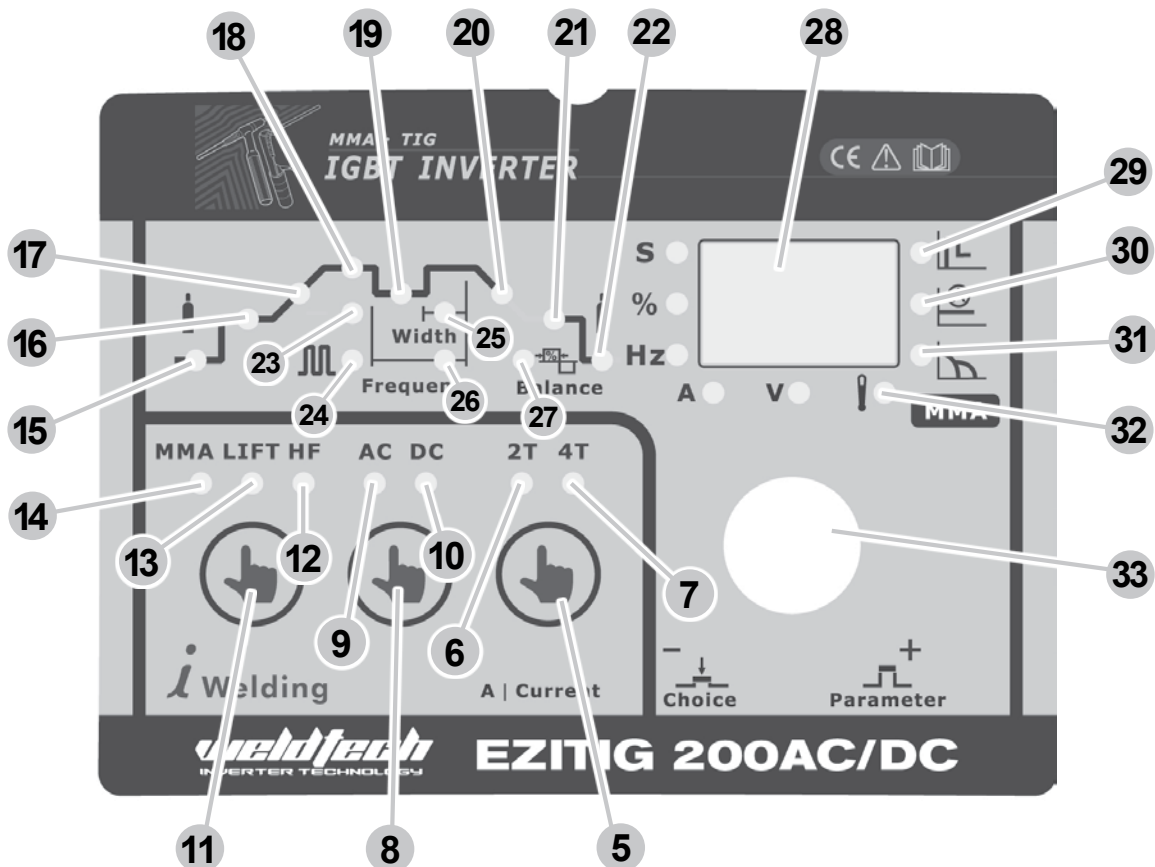 18 19 20 21 22 28
MMA- TIG
IGBT INVERTER
CE
29
S L
17 30
%
16 Width 25
23 31
Hz
Frequen Balance
15 24 26 27 A V 32
MMA
MMA LIFT HF AC DC 2T 4T
14
13 12 10 7 33
9 6
- +
i Welding A | Current Choice Parameter
weldtech EZITIG 200AC/DC
INVERTER TECHNOLOGY
11 8 5